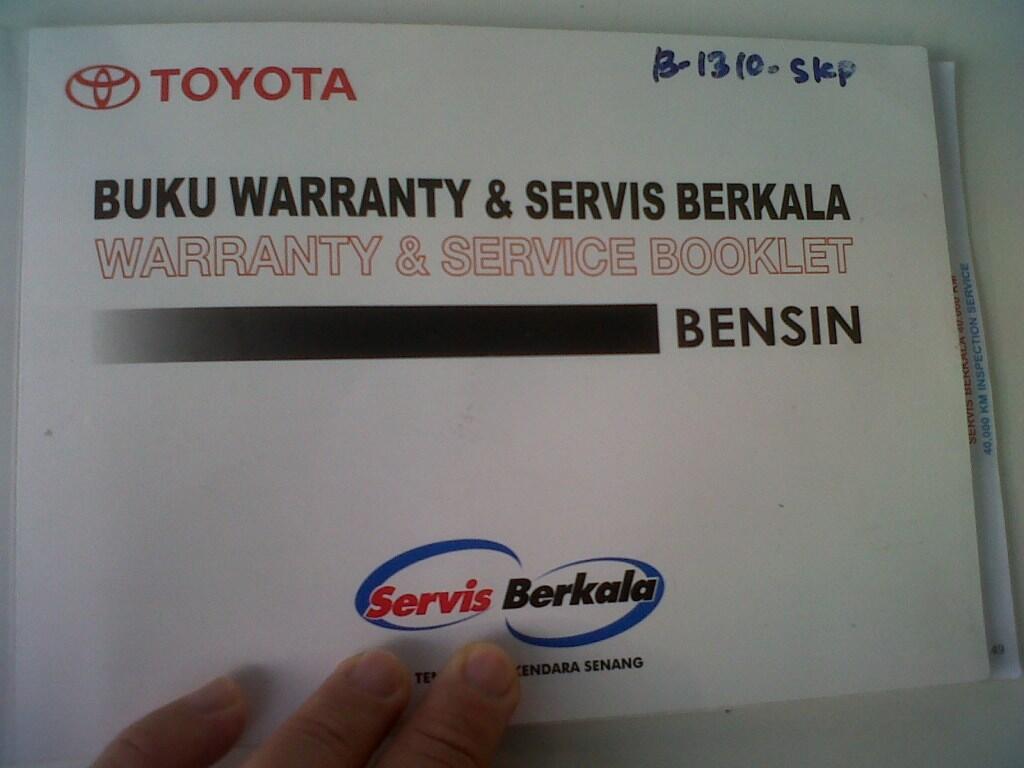 TOYOTA
B-1310-SKP
BUKU WARRANTY & SERVIS BERKALA
WARRANTY & SERVICE BOOKLET
BENSIN
SERVIS BERKALA 40.000 KM
40.000 KM INSPECTION SERVICE
Servis Berkala
KENDARA SENANG
49